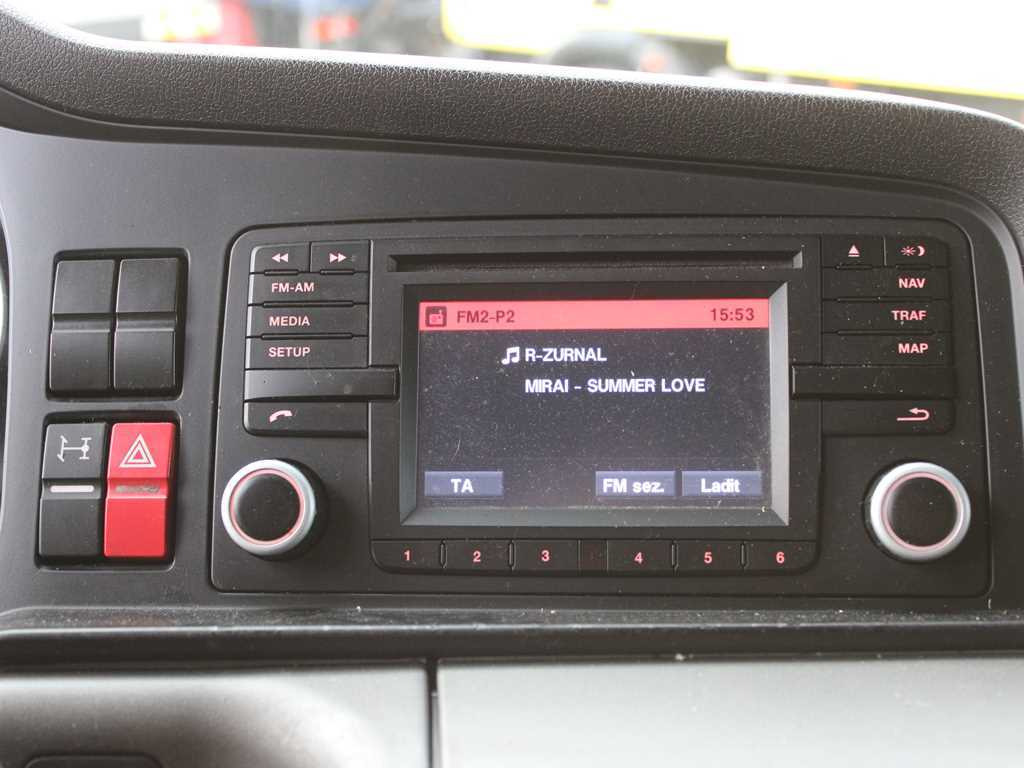 FM-AM
MEDIA
SETUP
FM2-P2 15:53
R-ZURNAL
MIRAI - SUMMER LOVE
TA FM sez. Ladit
NAV
TRAF
MAP
1 2 3 4 5 6